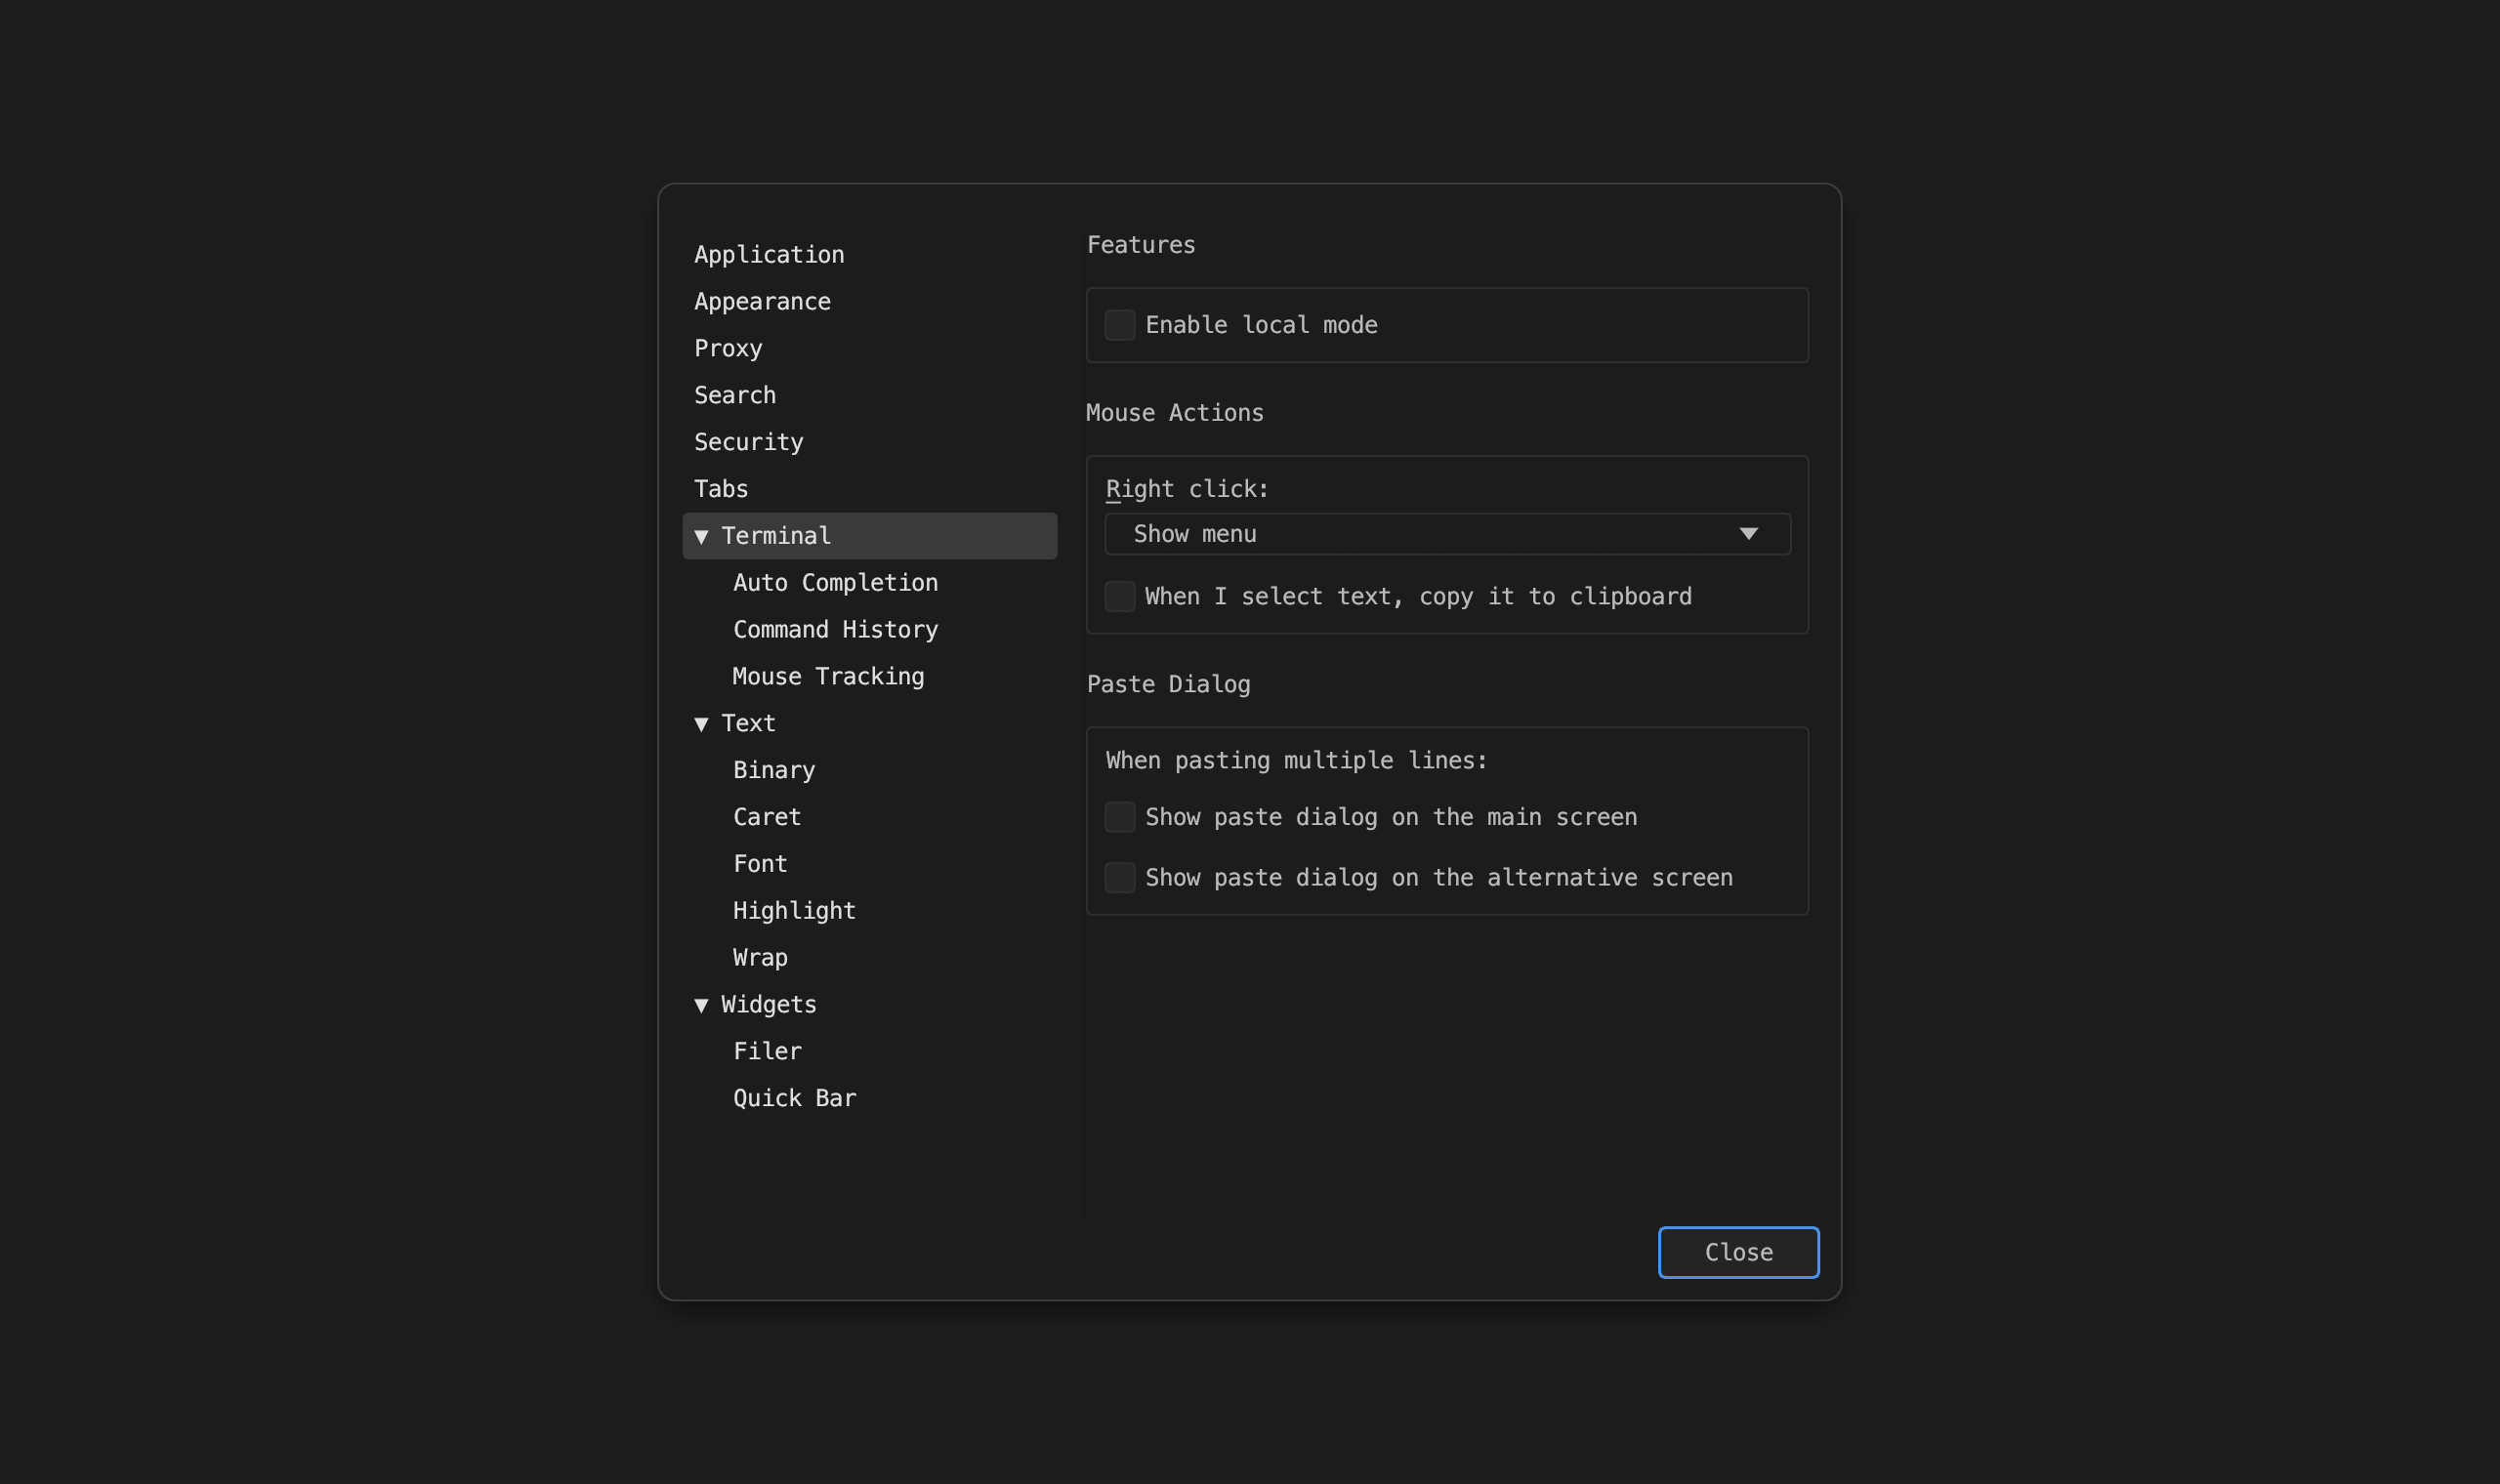 Application
Appearance
Proxy
Search
Security
Tabs
▼ Terminal
Auto Completion
Command History
Mouse Tracking
▼ Text
Binary
Caret
Font
Highlight
Wrap
▼ Widgets
Filer
Quick Bar
Features
Enable local mode
Mouse Actions
Right click:
Show menu
When I select text, copy it to clipboard
Paste Dialog
When pasting multiple lines:
Show paste dialog on the main screen
Show paste dialog on the alternative screen
Close